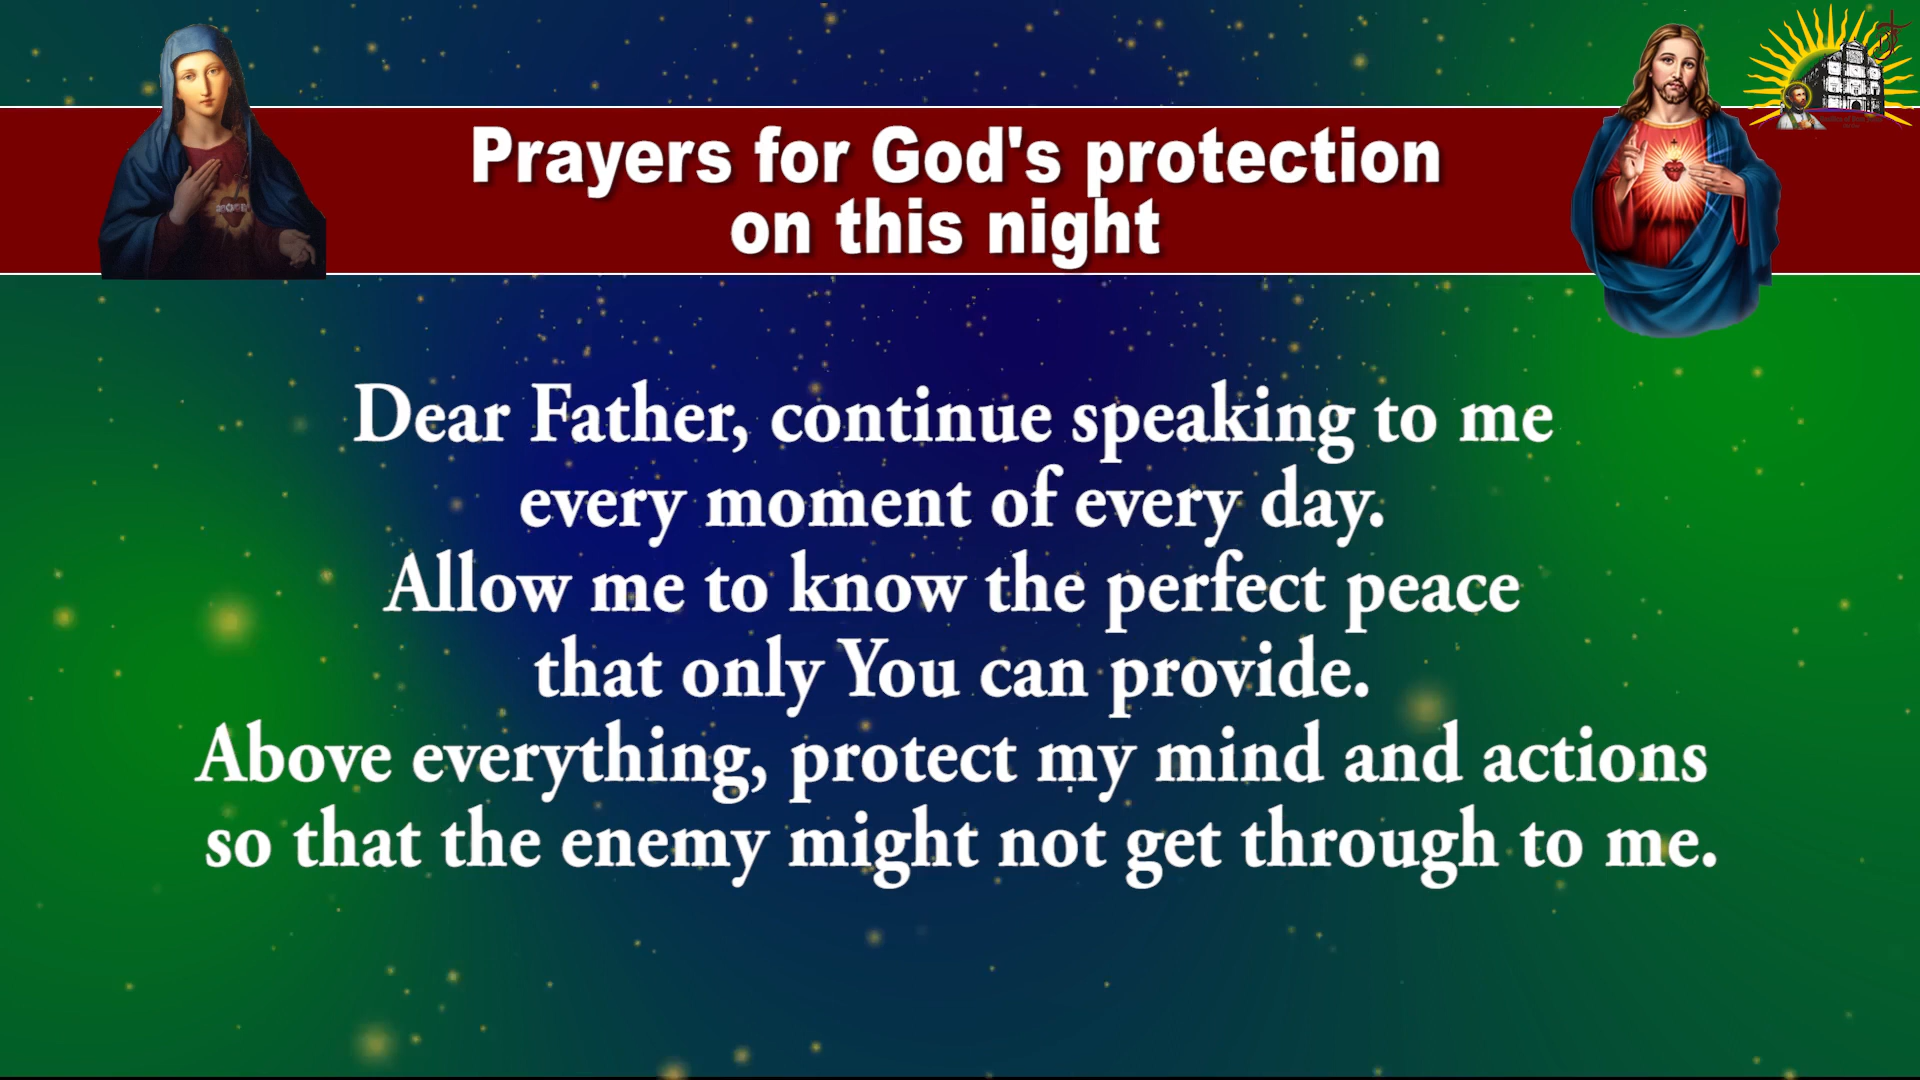 Prayers for God's protection
on this night
Dear Father, continue speaking to me
every moment of every day.
Allow me to know the perfect peace
that only You can provide.
Above everything, protect my mind and actions
so that the enemy might not get through to me.